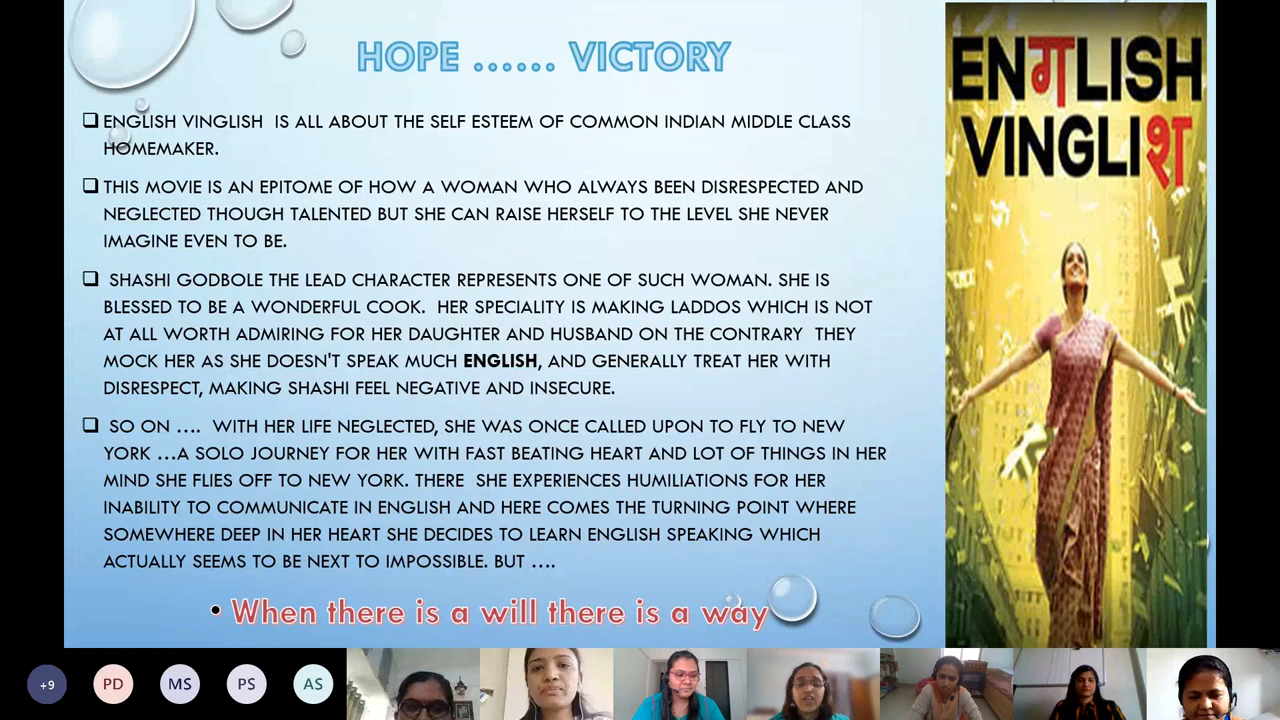 HOPE ...... VICTORY
ENGLISH VINGLISH IS ALL ABOUT THE SELF ESTEEM OF COMMON INDIAN MIDDLE CLASS
HOMEMAKER.
THIS MOVIE IS AN EPITOME OF HOW A WOMAN WHO ALWAYS BEEN DISRESPECTED AND
NEGLECTED THOUGH TALENTED BUT SHE CAN RAISE HERSELF TO THE LEVEL SHE NEVER
IMAGINE EVEN TO BE.
SHASHI GODBOLE THE LEAD CHARACTER REPRESENTS ONE OF SUCH WOMAN. SHE IS
BLESSED TO BE A WONDERFUL COOK. HER SPECIALITY IS MAKING LADDOS WHICH IS NOT
AT ALL WORTH ADMIRING FOR HER DAUGHTER AND HUSBAND ON THE CONTRARY THEY
MOCK HER AS SHE DOESN'T SPEAK MUCH ENGLISH, AND GENERALLY TREAT HER WITH
DISRESPECT, MAKING SHASHI FEEL NEGATIVE AND INSECURE.
SO ON .... WITH HER LIFE NEGLECTED, SHE WAS ONCE CALLED UPON TO FLY TO NEW
YORK ...A SOLO JOURNEY FOR HER WITH FAST BEATING HEART AND LOT OF THINGS IN HER
MIND SHE FLIES OFF TO NEW YORK. THERE SHE EXPERIENCES HUMILIATIONS FOR HER
INABILITY TO COMMUNICATE IN ENGLISH AND HERE COMES THE TURNING POINT WHERE
SOMEWHERE DEEP IN HER HEART SHE DECIDES TO LEARN ENGLISH SPEAKING WHICH
ACTUALLY SEEMS TO BE NEXT TO IMPOSSIBLE. BUT ....
• When there is a will there is a way
ENगLISH
VINGLIश
+9 PD MS PS AS